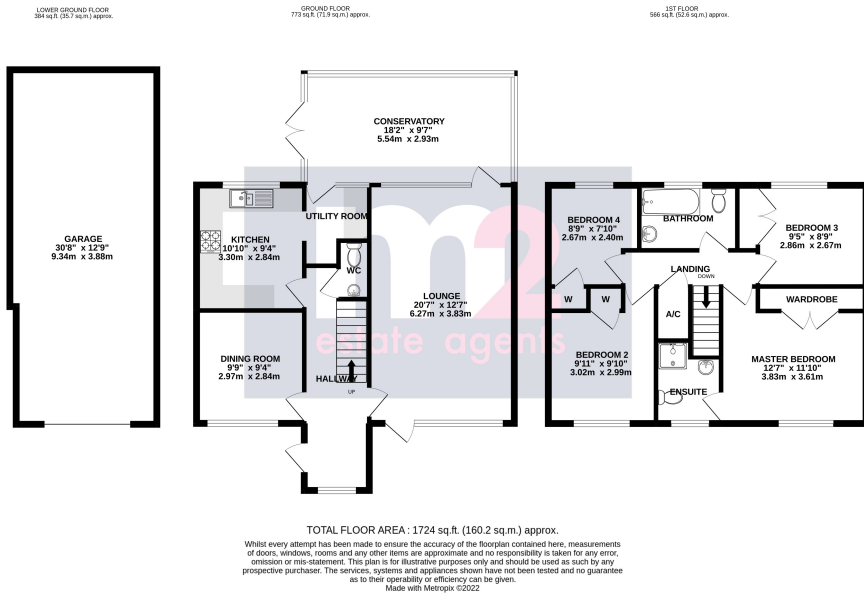 LOWER GROUND FLOOR
384 sq.ft. (35.7 sq.m.) approx.
GROUND FLOOR
773 sq.ft. (71.9 sq.m.) approx.
1ST FLOOR
566 sq.ft. (52.6 sq.m.) approx.
GARAGE
30'8" x 12'9"
9.34m x 3.88m
CONSERVATORY
18'2" x 9'7"
5.54m x 2.93m
UTILITY ROOM
KITCHEN
10'10" x 9'4"
3.30m x 2.84m
WC
LOUNGE
20'7" x 12'7"
6.27m x 3.83m
DINING ROOM
9'9" x 9'4"
2.97m x 2.84m
HALLWAY
UP
BEDROOM 4
8'9" x 7'10"
2.67m x 2.40m
BATHROOM
BEDROOM 3
9'5" x 8'9"
2.86m x 2.67m
LANDING
DOWN
W
W
A/C
WARDROBE
BEDROOM 2
9'11" x 9'10"
3.02m x 2.99m
ENSUITE
MASTER BEDROOM
12'7" x 11'10"
3.83m x 3.61m
m2
estate agents
TOTAL FLOOR AREA : 1724 sq.ft. (160.2 sq.m.) approx.
Whilst every attempt has been made to ensure the accuracy of the floorplan contained here, measurements
of doors, windows, rooms and any other items are approximate and no responsibility is taken for any error,
omission or mis-statement. This plan is for illustrative purposes only and should be used as such by any
prospective purchaser. The services, systems and appliances shown have not been tested and no guarantee
as to their operability or efficiency can be given.
Made with Metropix ©2022